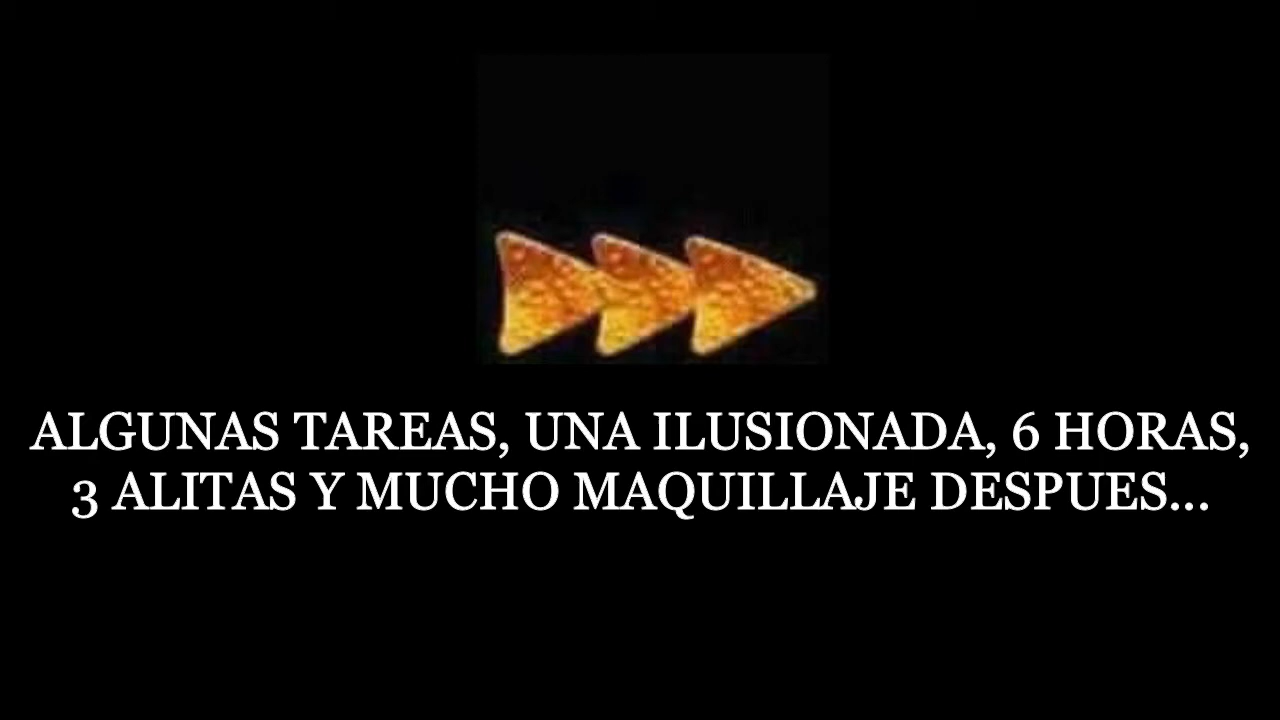 ALGUNAS TAREAS, UNA ILUSIONADA, 6 HORAS,
3 ALITAS Y MUCHO MAQUILLAJE DESPUES...